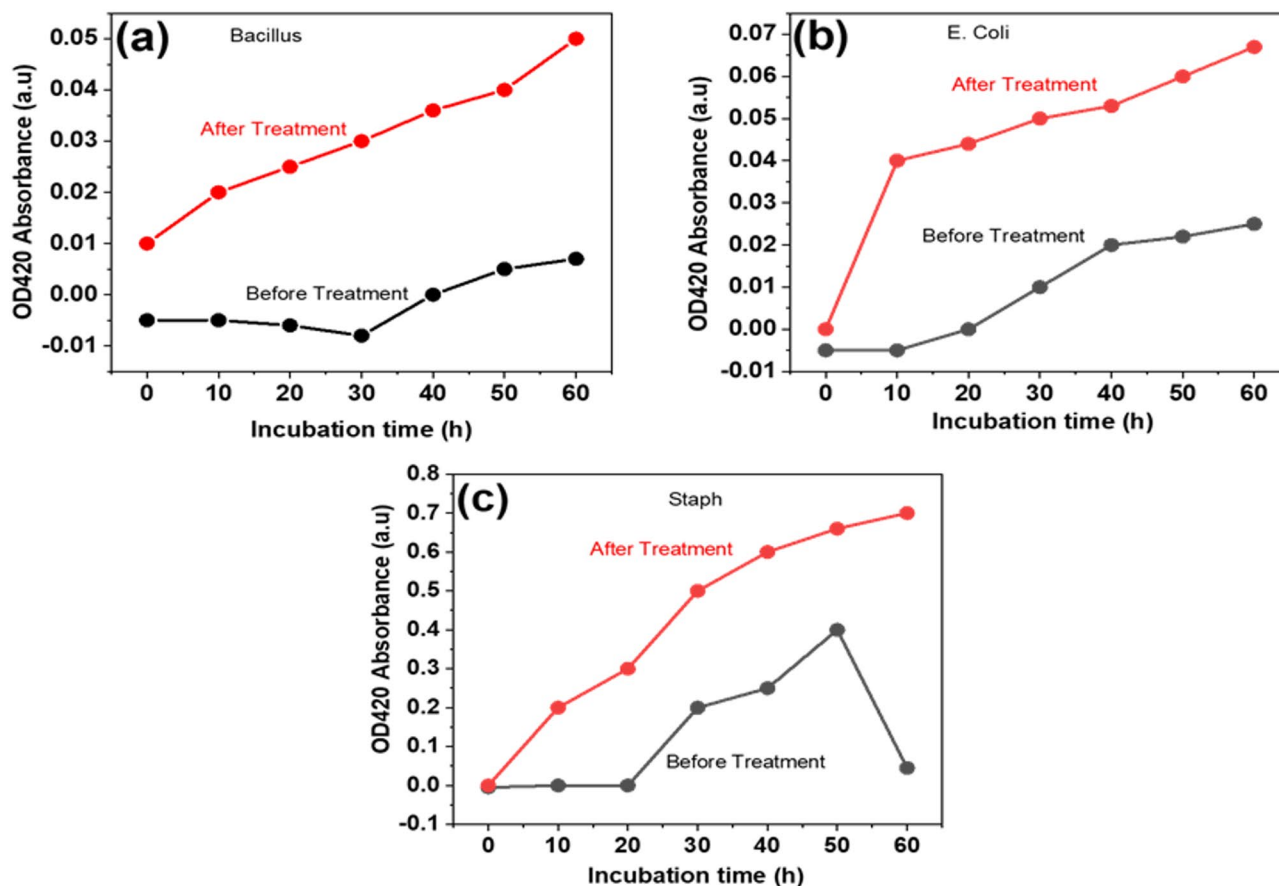 (a)
Bacillus
After Treatment
Before Treatment
OD420 Absorbance (a.u)
0.05
0.04
0.03
0.02
0.01
0.00
-0.01
0 10 20 30 40 50 60
Incubation time (h)
(b)
E. Coli
After Treatment
Before Treatment
OD420 Absorbance (a.u)
0.07
0.06
0.05
0.04
0.03
0.02
0.01
0.00
-0.01
0 10 20 30 40 50 60
Incubation time (h)
(c)
Staph
After Treatment
Before Treatment
OD420 Absorbance (a.u)
0.8
0.7
0.6
0.5
0.4
0.3
0.2
0.1
0.0
-0.1
0 10 20 30 40 50 60
Incubation time (h)